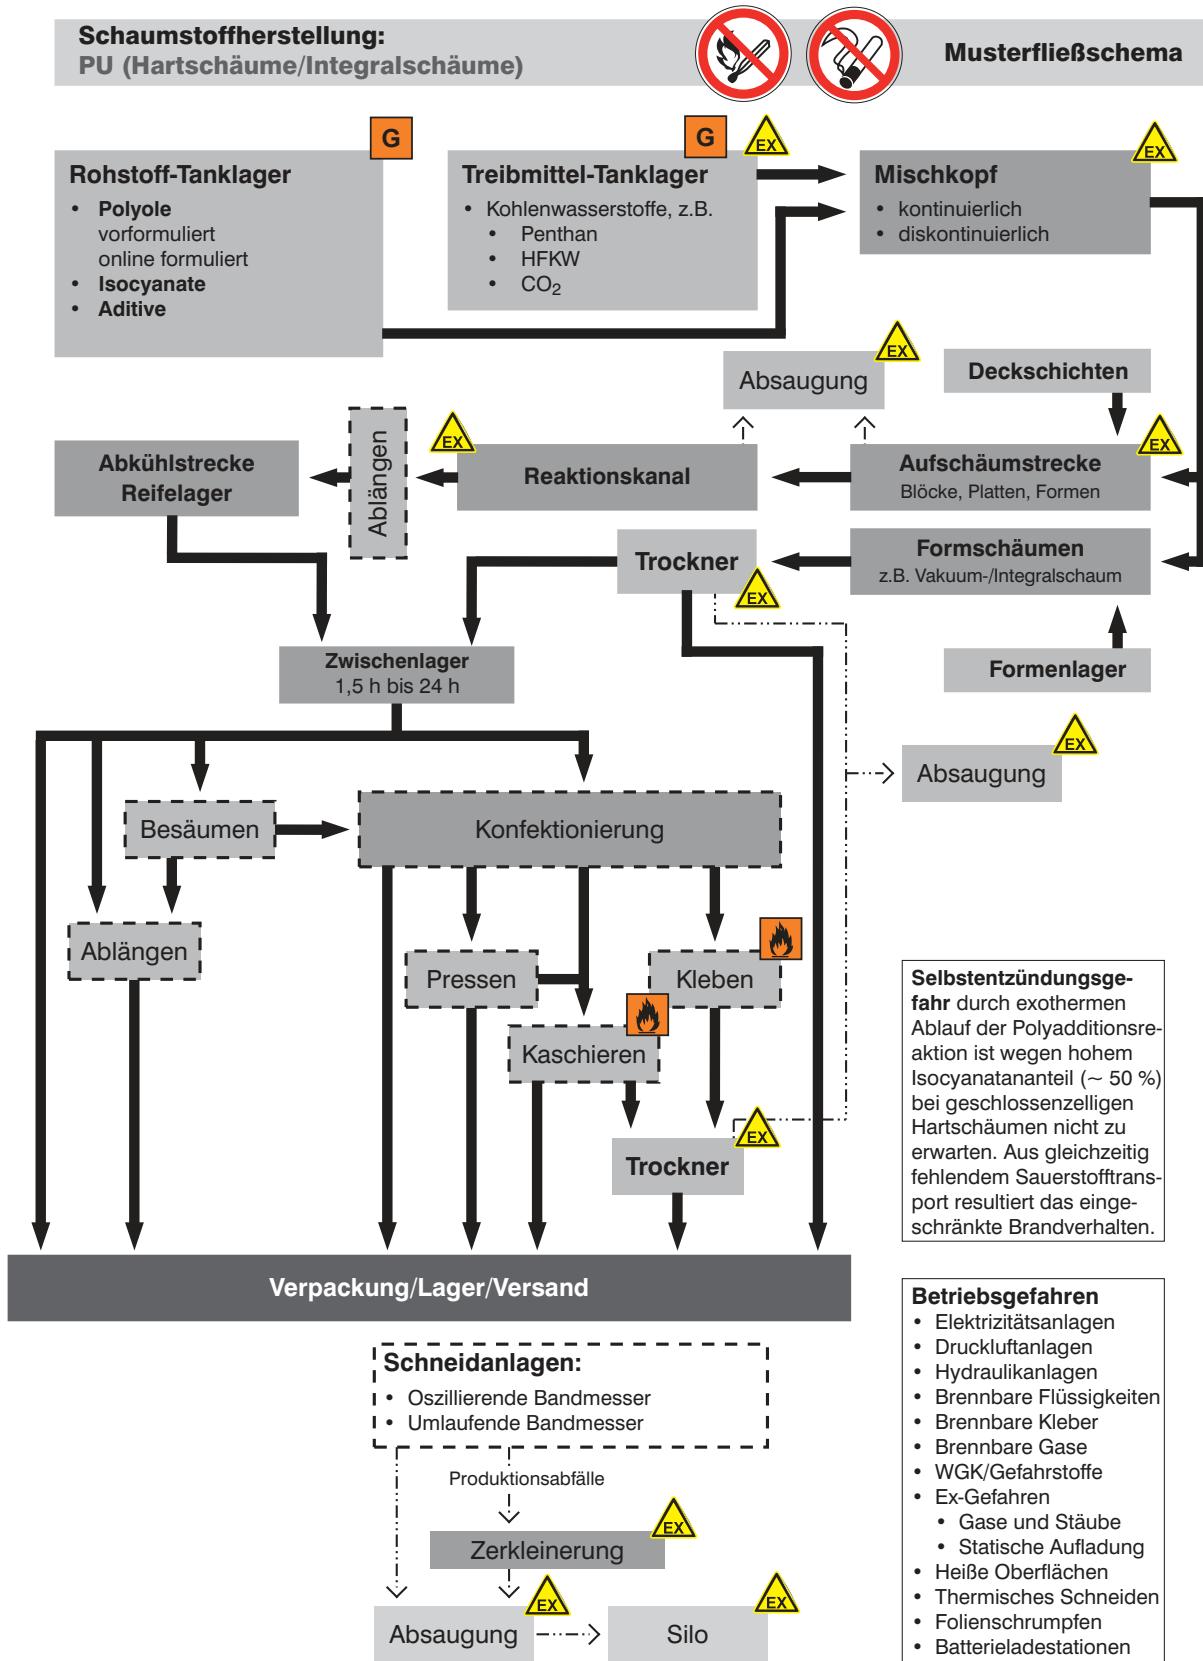 Schaumstoffherstellung:
PU (Hartschäume/Integralschäume)
Musterfließschema
G
Rohstoff-Tanklager
• Polyole
vorformuliert
online formuliert
• Isocyanate
• Aditive
G
EX
Treibmittel-Tanklager
• Kohlenwasserstoffe, z.B.
• Penthan
• HFKW
• CO2
EX
Mischkopf
• kontinuierlich
• diskontinuierlich
EX
Absaugung
Deckschichten
Abkühlstrecke
Reifelager
Ablängen
EX
Reaktionskanal
EX
Aufschäumstrecke
Blöcke, Platten, Formen
Trockner
EX
Formschäumen
z.B. Vakuum-/Integralschaum
Formenlager
Zwischenlager
1,5 h bis 24 h
EX
Absaugung
Besäumen
Konfektionierung
Ablängen
Pressen
Kleben
Kaschieren
EX
Trockner
Selbstentzündungsge-
fahr durch exothermen
Ablauf der Polyadditionsre-
aktion ist wegen hohem
Isocyanatananteil (~ 50 %)
bei geschlossenzelligen
Hartschäumen nicht zu
erwarten. Aus gleichzeitig
fehlendem Sauerstofftrans-
port resultiert das einge-
schränkte Brandverhalten.
Verpackung/Lager/Versand
Schneidanlagen:
• Oszillierende Bandmesser
• Umlaufende Bandmesser
Produktionsabfälle
EX
Zerkleinerung
EX
Absaugung
EX
Silo
Betriebsgefahren
• Elektrizitätsanlagen
• Druckluftanlagen
• Hydraulikanlagen
• Brennbare Flüssigkeiten
• Brennbare Kleber
• Brennbare Gase
• WGK/Gefahrstoffe
• Ex-Gefahren
• Gase und Stäube
• Statische Aufladung
• Heiße Oberflächen
• Thermisches Schneiden
• Folienschrumpfen
• Batterieladestationen